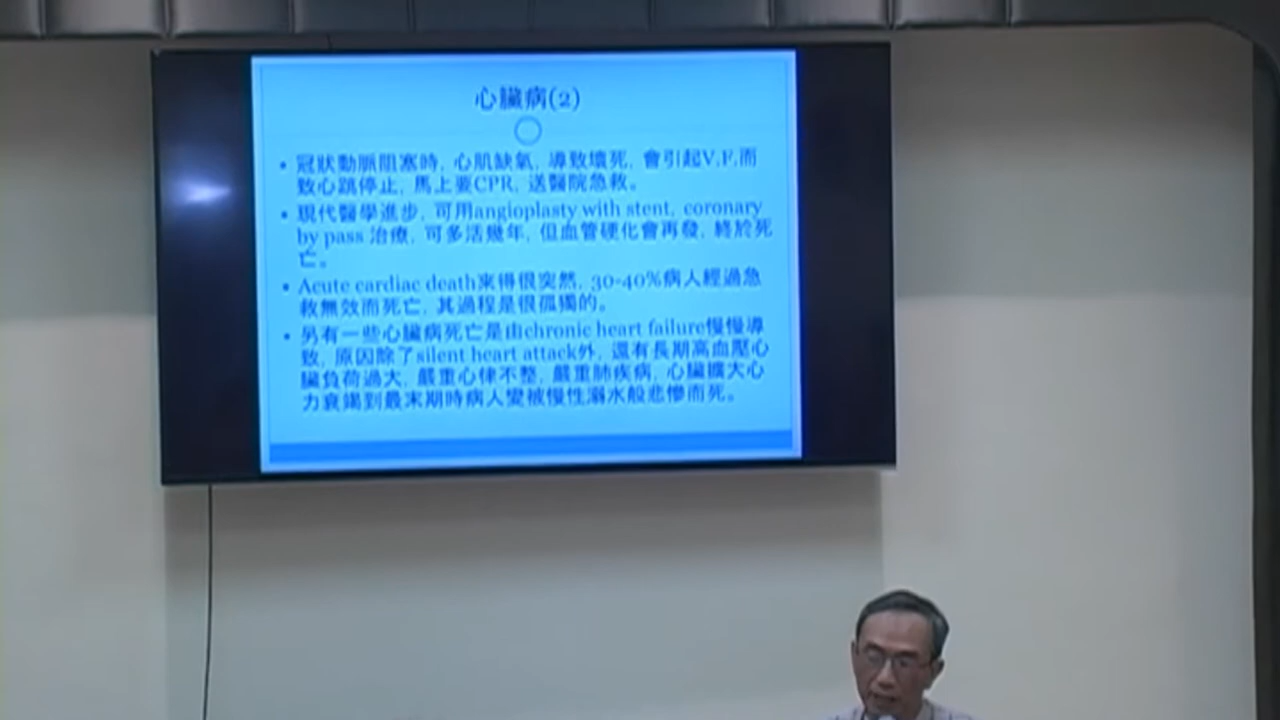 心臟病(2)
• 冠狀動脈阻塞時, 心肌缺氧, 導致壞死, 會引起V.F.而
致心跳停止, 馬上要CPR, 送醫院急救。
• 現代醫學進步, 可用angioplasty with stent, coronary
by pass 治療, 可多活幾年, 但血管硬化會再發, 終於死
亡。
• Acute cardiac death來得很突然, 30-40%病人經過急
救無效而死亡, 其過程是很孤獨的。
• 另有一些心臟病死亡是由chronic heart failure慢慢導
致, 原因除了silent heart attack外, 還有長期高血壓心
臟負荷過大, 嚴重心律不整, 嚴重肺疾病, 心臟擴大心
力衰竭到最末期時病人變被慢性溺水般悲慘而死。